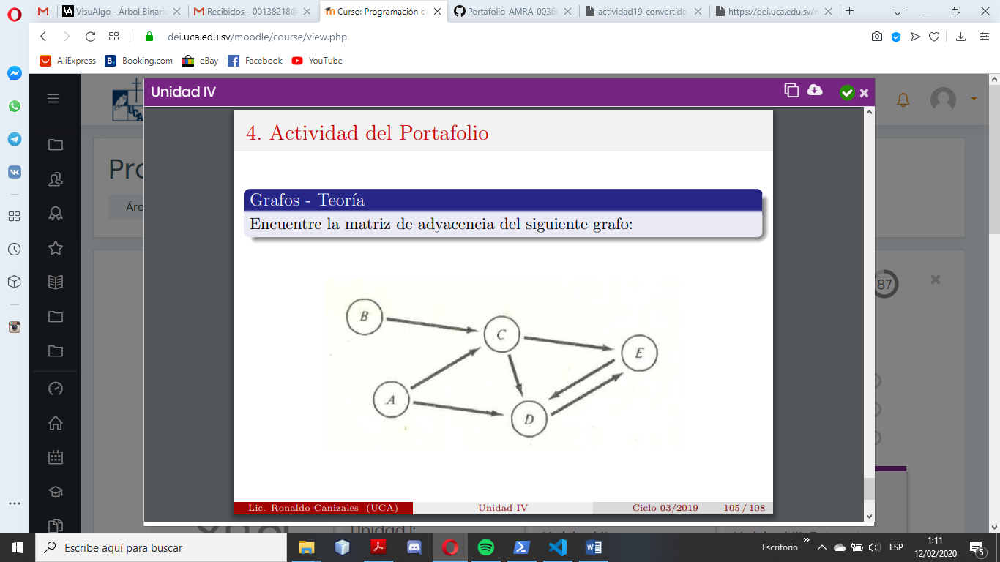 VisuAlgo - Árbol Binari
Recibidos - 00138218@
Curso: Programación d
Portafolio-AMRA-0036
actividad19-convertido
https://dei.uca.edu.sv/
dei.uca.edu.sv/moodle/course/view.php
AliExpress
Booking.com
eBay
Facebook
YouTube
Unidad IV
UCA
Pro
Áre
87
4. Actividad del Portafolio
Grafos - Teoría
Encuentre la matriz de adyacencia del siguiente grafo:
B
C
E
A
D
Lic. Ronaldo Canizales (UCA)
Unidad IV
Ciclo 03/2019
105 / 108
Unidad I:
Escribe aquí para buscar
Escritorio
ESP
1:11
12/02/2020
5